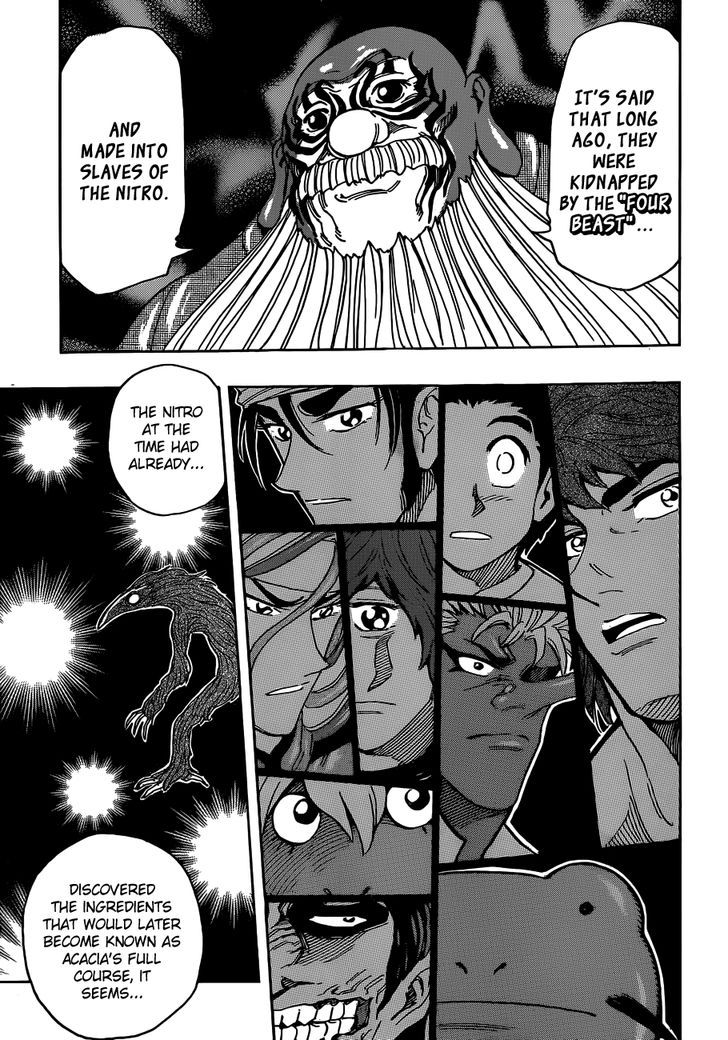 IT'S SAID
THAT LONG
AGO, THEY
WERE
KIDNAPPED
BY THE "FOUR
BEAST"...
AND
MADE INTO
SLAVES OF
THE NITRO.
THE NITRO
AT THE
TIME HAD
ALREADY...
DISCOVERED
THE INGREDIENTS
THAT WOULD LATER
BECOME KNOWN AS
ACACIA'S FULL
COURSE, IT
SEEMS...